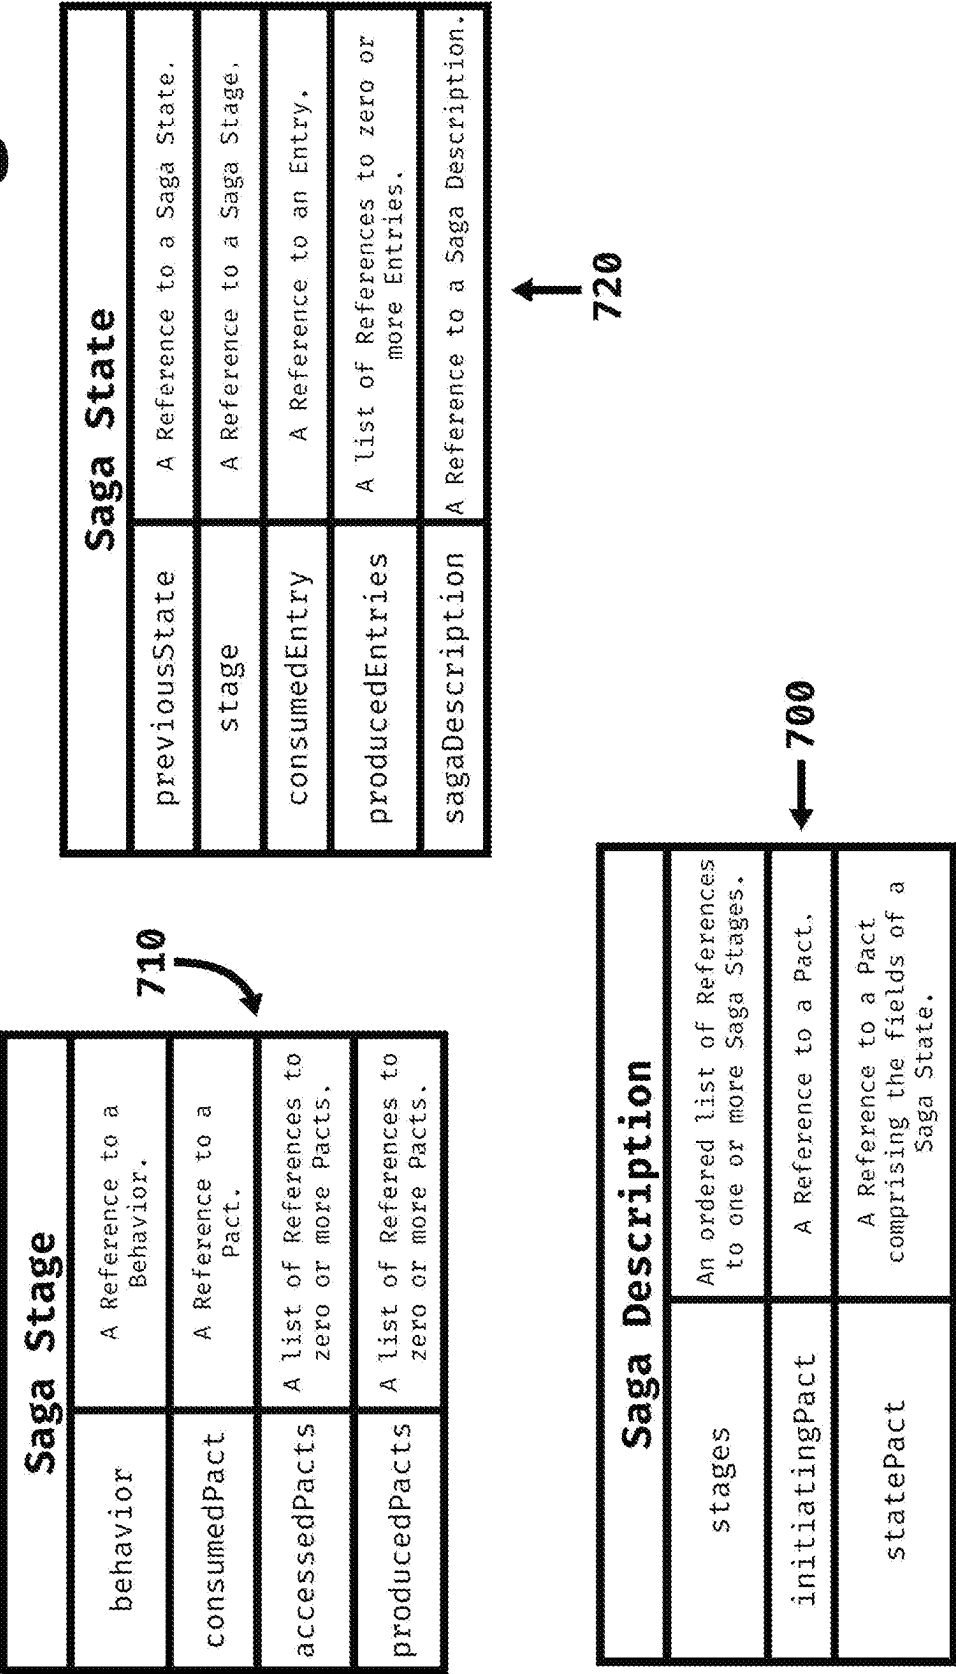 Saga Stage
behavior
A Reference to a
Behavior.
consumedPact
A Reference to a
Pact.
accessedPacts
A list of References to
zero or more Pacts.
producedPacts
A list of References to
zero or more Pacts.
710
Saga State
previousState
A Reference to a Saga State.
stage
A Reference to a Saga Stage.
consumedEntry
A Reference to an Entry.
producedEntries
A list of References to zero or
more Entries.
sagaDescription
A Reference to a Saga Description.
720
Saga Description
stages
An ordered list of References
to one or more Saga Stages.
initiatingPact
A Reference to a Pact.
statePact
A Reference to a Pact
comprising the fields of a
Saga State.
700